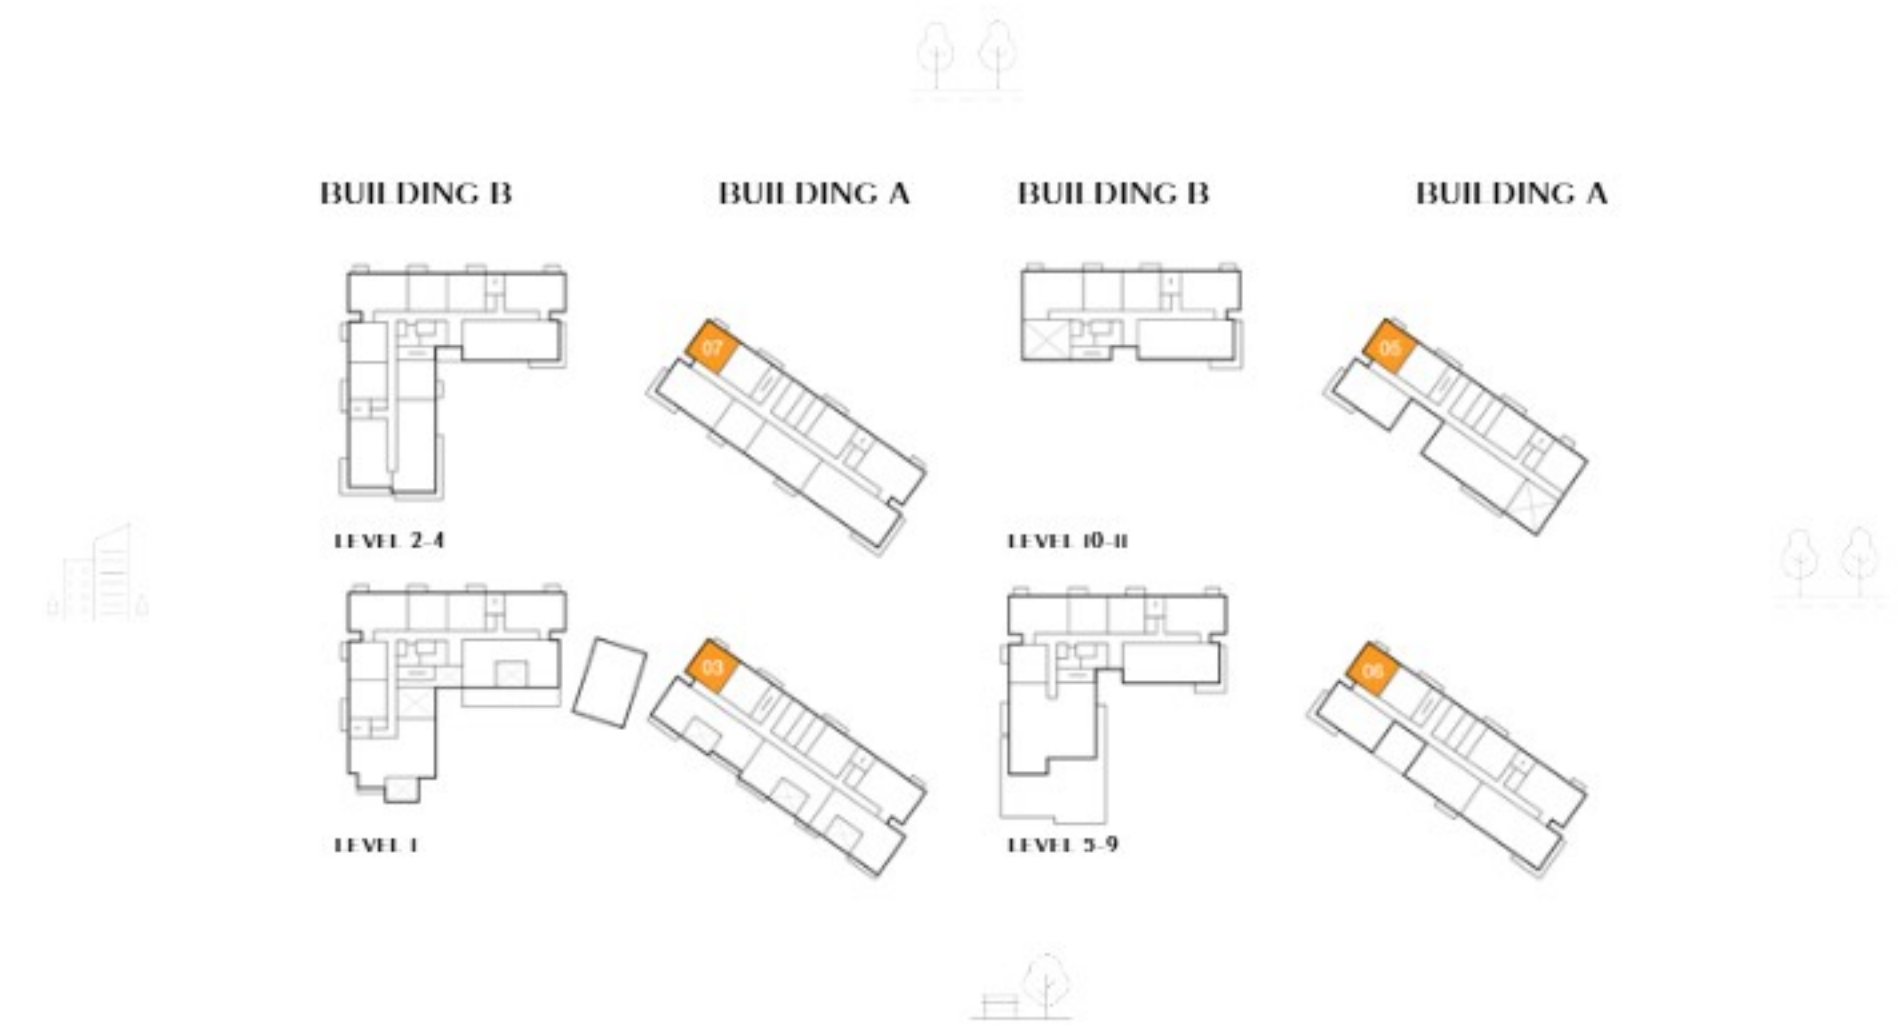 BUILDING B
BUILDING A
BUILDING B
BUILDING A
07
05
LEVEL 2-4
LEVEL 10-11
03
06
LEVEL 1
LEVEL 5-9